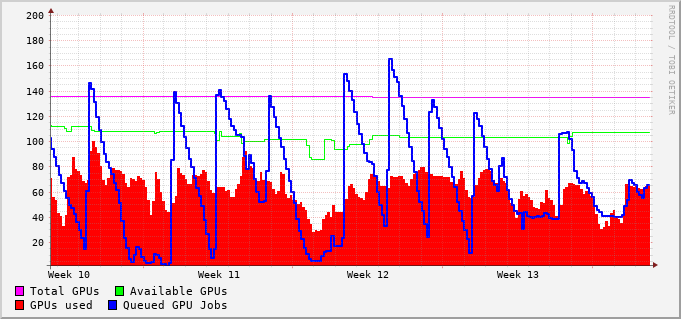 200
180
160
140
120
100
80
60
40
20
Week 10 Week 11 Week 12 Week 13
Total GPUs Available GPUs
GPUs used Queued GPU Jobs
RRDTOOL / TOBI OETIKER